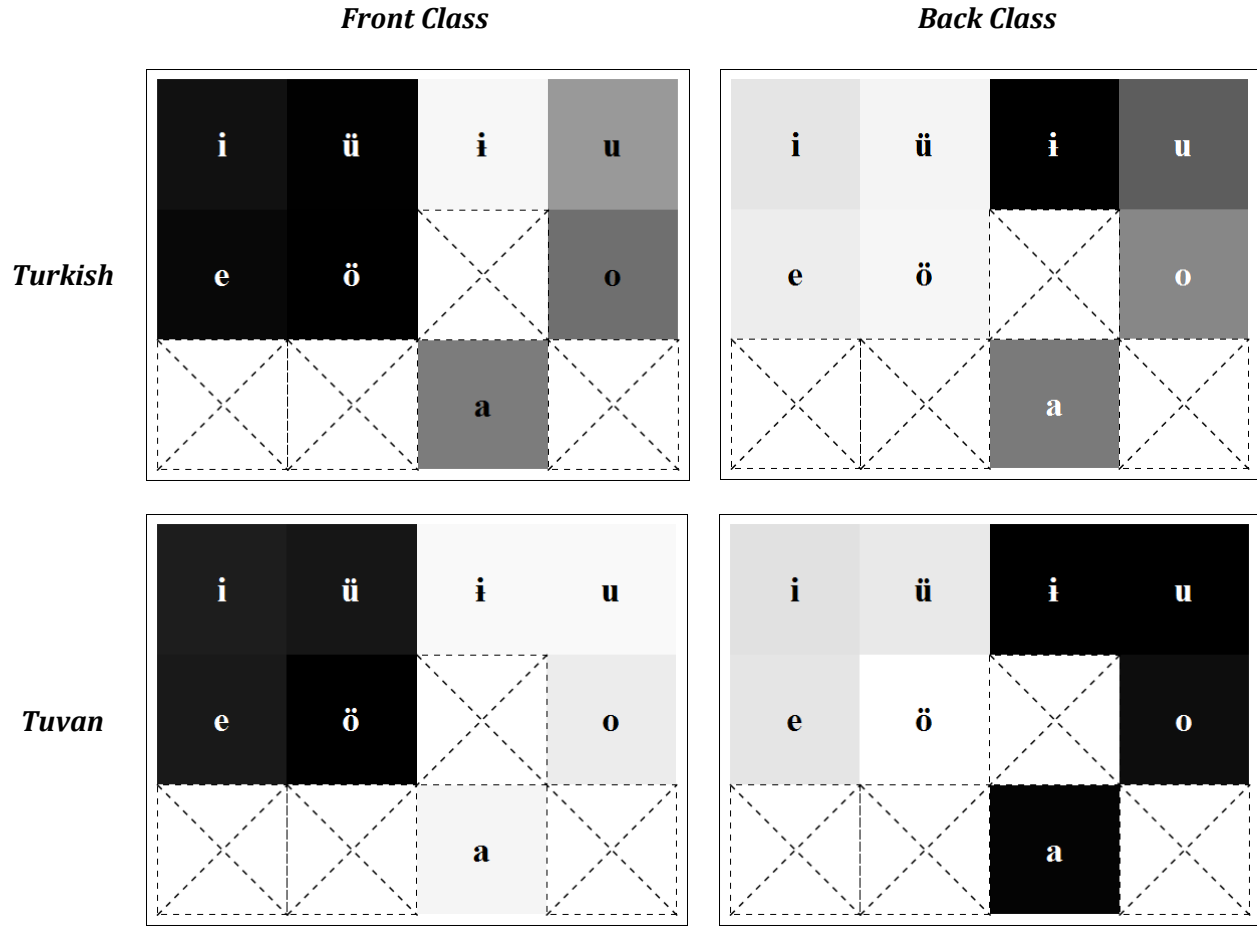 Front Class Back Class
i ü ɨ u i ü ɨ u
Turkish e ö o e ö o
a a
i ü ɨ u i ü ɨ u
Tuvan e ö o e ö o
a a